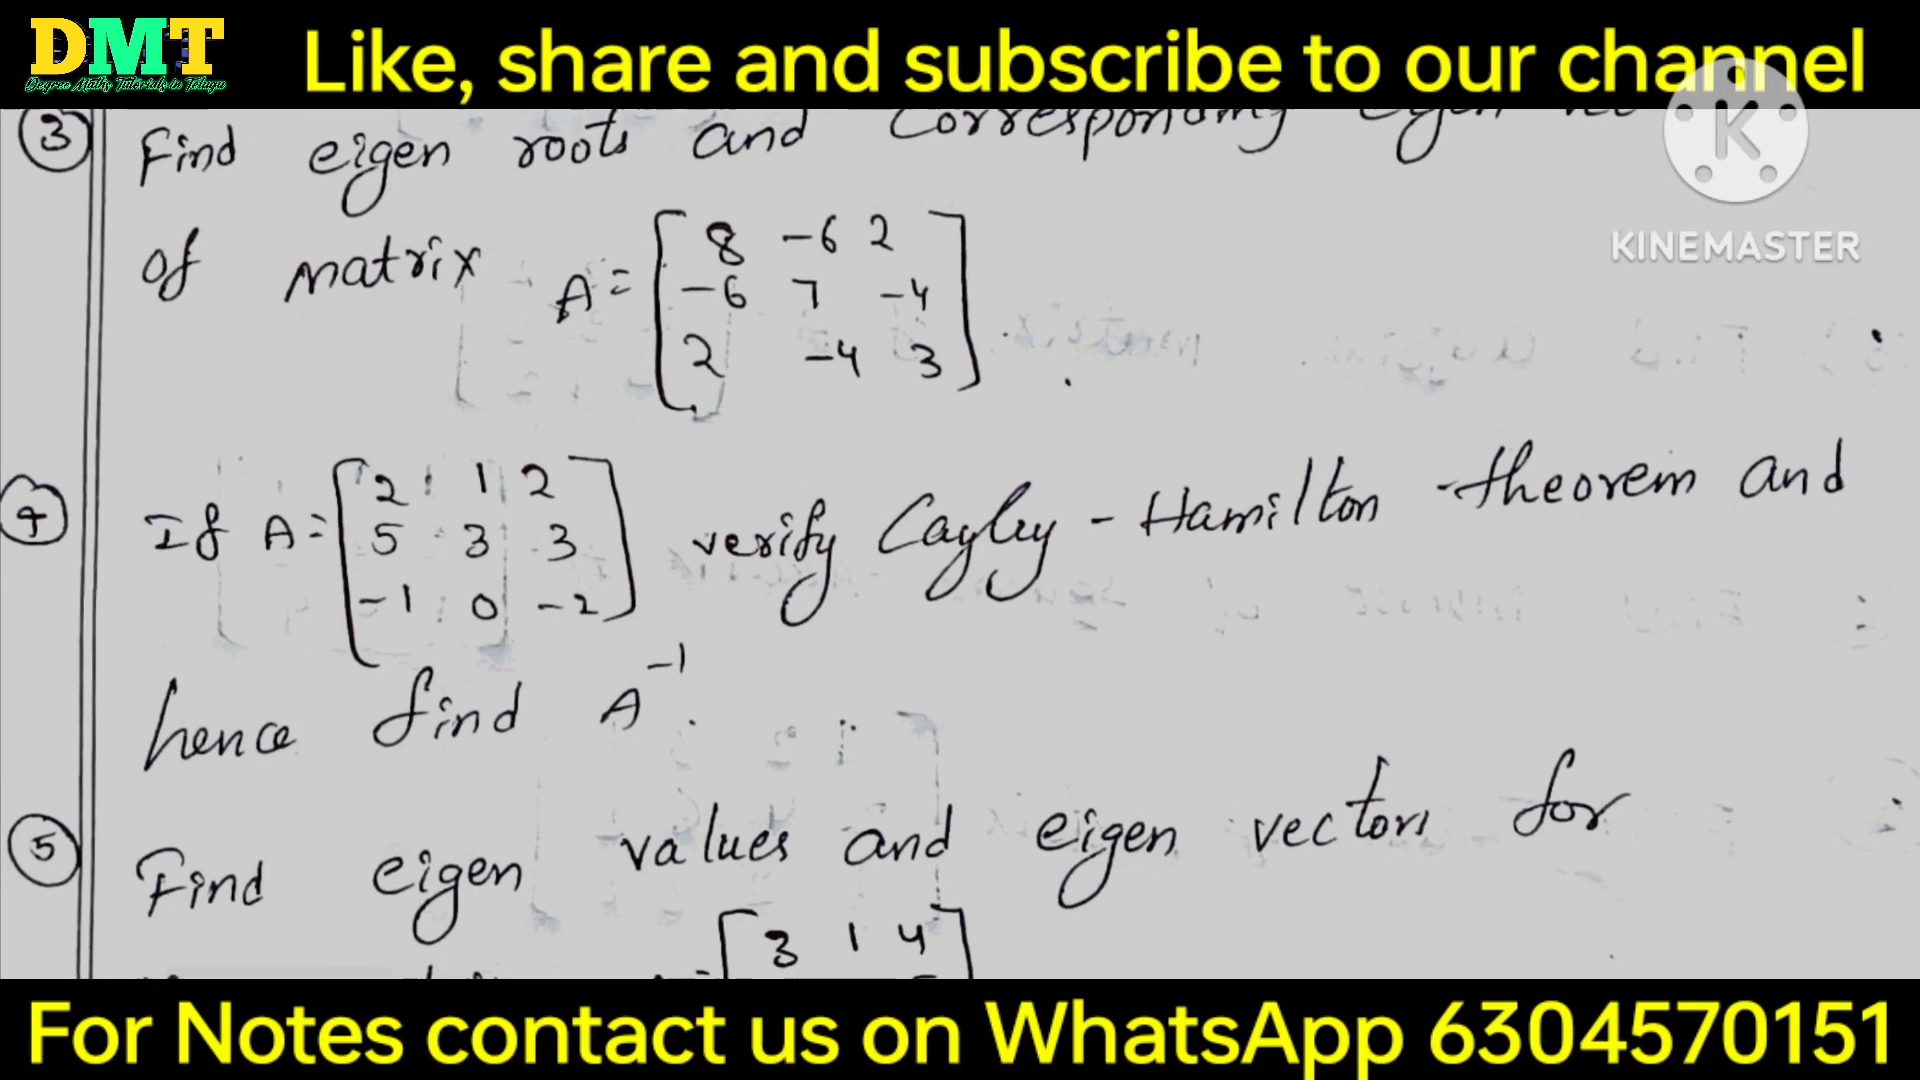 DMT
Degree Maths Tutorials in Telugu
Like, share and subscribe to our channel
K
KINEMASTER
③ Find eigen roots and corresponding eigen
of matrix A = [ 8 -6 2
-6 7 -4
2 -4 3 ].
④ If A = [ 2 1 2
5 3 3
-1 0 -2 ] verify Cayley - Hamilton - theorem and
hence find A⁻¹.
⑤ Find eigen values and eigen vectors for
[ 3 1 4 ]
For Notes contact us on WhatsApp 6304570151